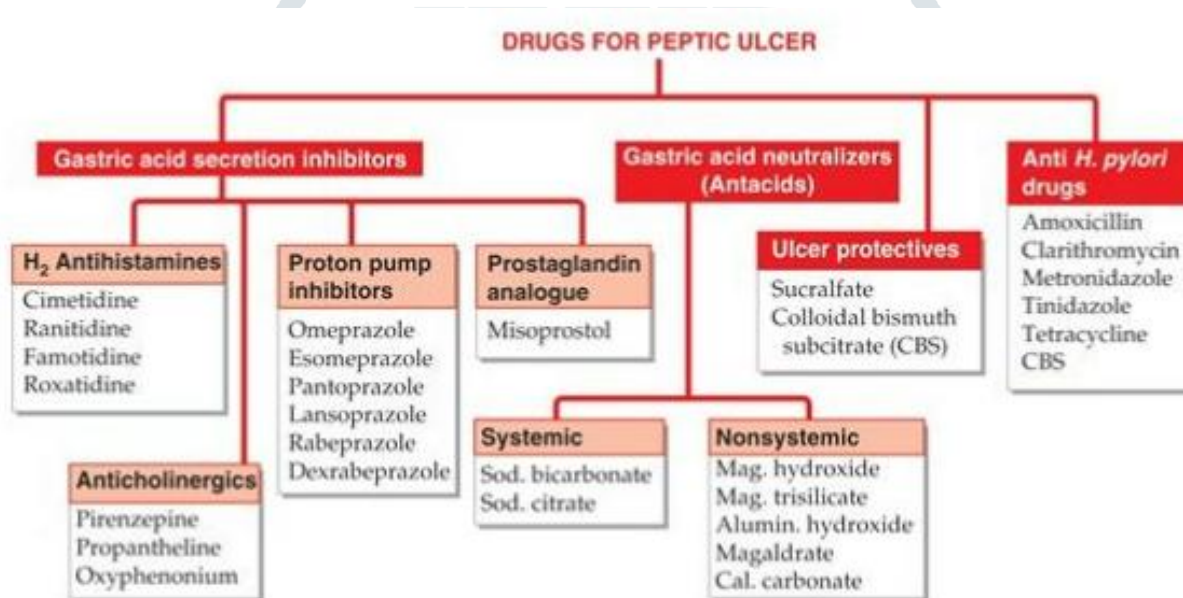 DRUGS FOR PEPTIC ULCER
Gastric acid secretion inhibitors
H₂ Antihistamines
Cimetidine
Ranitidine
Famotidine
Roxatidine
Anticholinergics
Pirenzepine
Propantheline
Oxyphenonium
Proton pump
inhibitors
Omeprazole
Esomeprazole
Pantoprazole
Lansoprazole
Rabeprazole
Dexrabeprazole
Prostaglandin
analogue
Misoprostol
Gastric acid neutralizers
(Antacids)
Systemic
Sod. bicarbonate
Sod. citrate
Nonsystemic
Mag. hydroxide
Mag. trisilicate
Alumin. hydroxide
Magaldrate
Cal. carbonate
Ulcer protectives
Sucralfate
Colloidal bismuth
subcitrate (CBS)
Anti H. pylori
drugs
Amoxicillin
Clarithromycin
Metronidazole
Tinidazole
Tetracycline
CBS